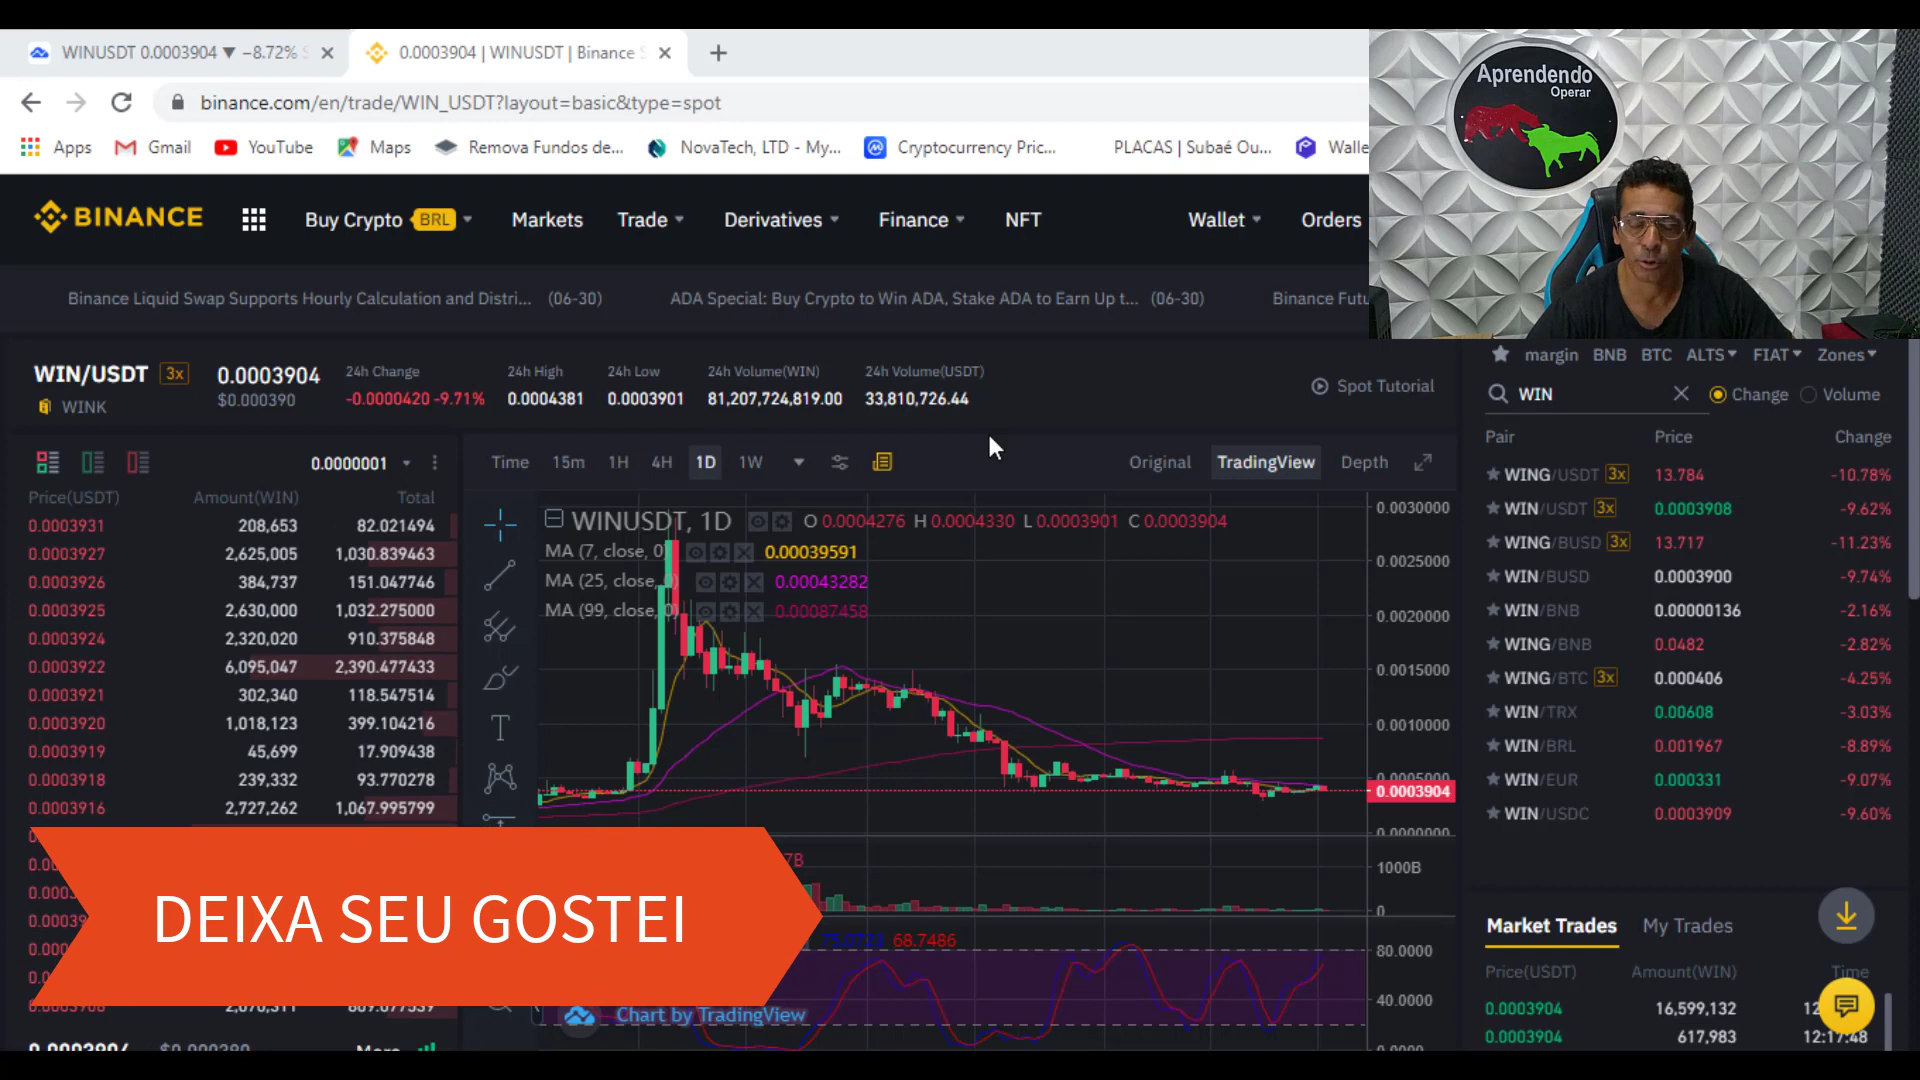 WINUSDT 0.0003904 ▼ −8.72%
0.0003904 | WINUSDT | Binance
binance.com/en/trade/WIN_USDT?layout=basic&type=spot
Apps Gmail YouTube Maps Remova Fundos de... NovaTech, LTD - My... Cryptocurrency Pric... PLACAS | Subaé Ou... Walle
Aprendendo
Operar
BINANCE Buy Crypto BRL Markets Trade Derivatives Finance NFT Wallet Orders
Binance Liquid Swap Supports Hourly Calculation and Distri... (06-30) ADA Special: Buy Crypto to Win ADA, Stake ADA to Earn Up t... (06-30) Binance Futu
WIN/USDT 3x
WINK
0.0003904
$0.000390
24h Change
-0.0000420 -9.71%
24h High
0.0004381
24h Low
0.0003901
24h Volume(WIN)
81,207,724,819.00
24h Volume(USDT)
33,810,726.44
Spot Tutorial
0.0000001
Price(USDT) Amount(WIN) Total
0.0003931 208,653 82.021494
0.0003927 2,625,005 1,030.839463
0.0003926 384,737 151.047746
0.0003925 2,630,000 1,032.275000
0.0003924 2,320,020 910.375848
0.0003922 6,095,047 2,390.477433
0.0003921 302,340 118.547514
0.0003920 1,018,123 399.104216
0.0003919 45,699 17.909438
0.0003918 239,332 93.770278
0.0003916 2,727,262 1,067.995799
DEIXA SEU GOSTEI
Time 15m 1H 4H 1D 1W Original TradingView Depth
WINUSDT, 1D O 0.0004276 H 0.0004330 L 0.0003901 C 0.0003904
MA (7, close, 0) 0.00039591
MA (25, close, 0) 0.00043282
MA (99, close, 0) 0.00087458
0.0030000
0.0025000
0.0020000
0.0015000
0.0010000
0.0005000
0.0003904
0.0000000
1000B
0
75.0723 68.7486
80.0000
40.0000
0.0000
Chart by TradingView
margin BNB BTC ALTS FIAT Zones
WIN Change Volume
Pair Price Change
WING/USDT 3x 13.784 -10.78%
WIN/USDT 3x 0.0003908 -9.62%
WING/BUSD 3x 13.717 -11.23%
WIN/BUSD 0.0003900 -9.74%
WIN/BNB 0.00000136 -2.16%
WING/BNB 0.0482 -2.82%
WING/BTC 3x 0.000406 -4.25%
WIN/TRX 0.00608 -3.03%
WIN/BRL 0.001967 -8.89%
WIN/EUR 0.000331 -9.07%
WIN/USDC 0.0003909 -9.60%
Market Trades My Trades
Price(USDT) Amount(WIN) Time
0.0003904 16,599,132
0.0003904 617,983 12:17:48